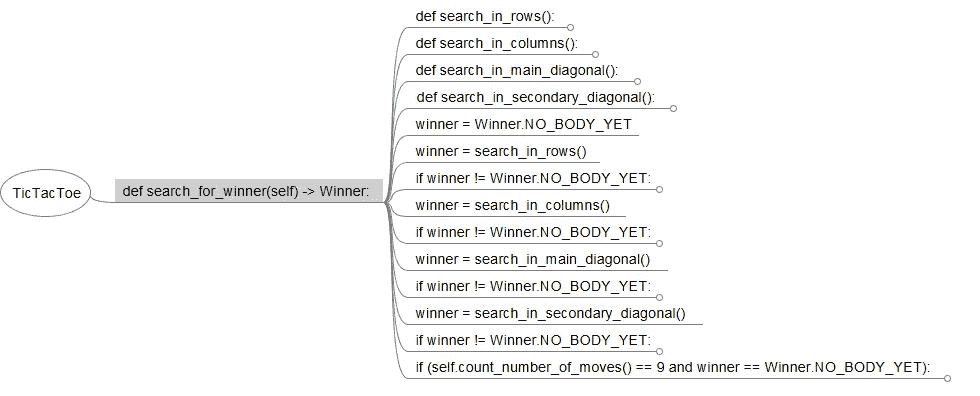 TicTacToe
def search_for_winner(self) -> Winner:
def search_in_rows():
def search_in_columns():
def search_in_main_diagonal():
def search_in_secondary_diagonal():
winner = Winner.NO_BODY_YET
winner = search_in_rows()
if winner != Winner.NO_BODY_YET:
winner = search_in_columns()
if winner != Winner.NO_BODY_YET:
winner = search_in_main_diagonal()
if winner != Winner.NO_BODY_YET:
winner = search_in_secondary_diagonal()
if winner != Winner.NO_BODY_YET:
if (self.count_number_of_moves() == 9 and winner == Winner.NO_BODY_YET):